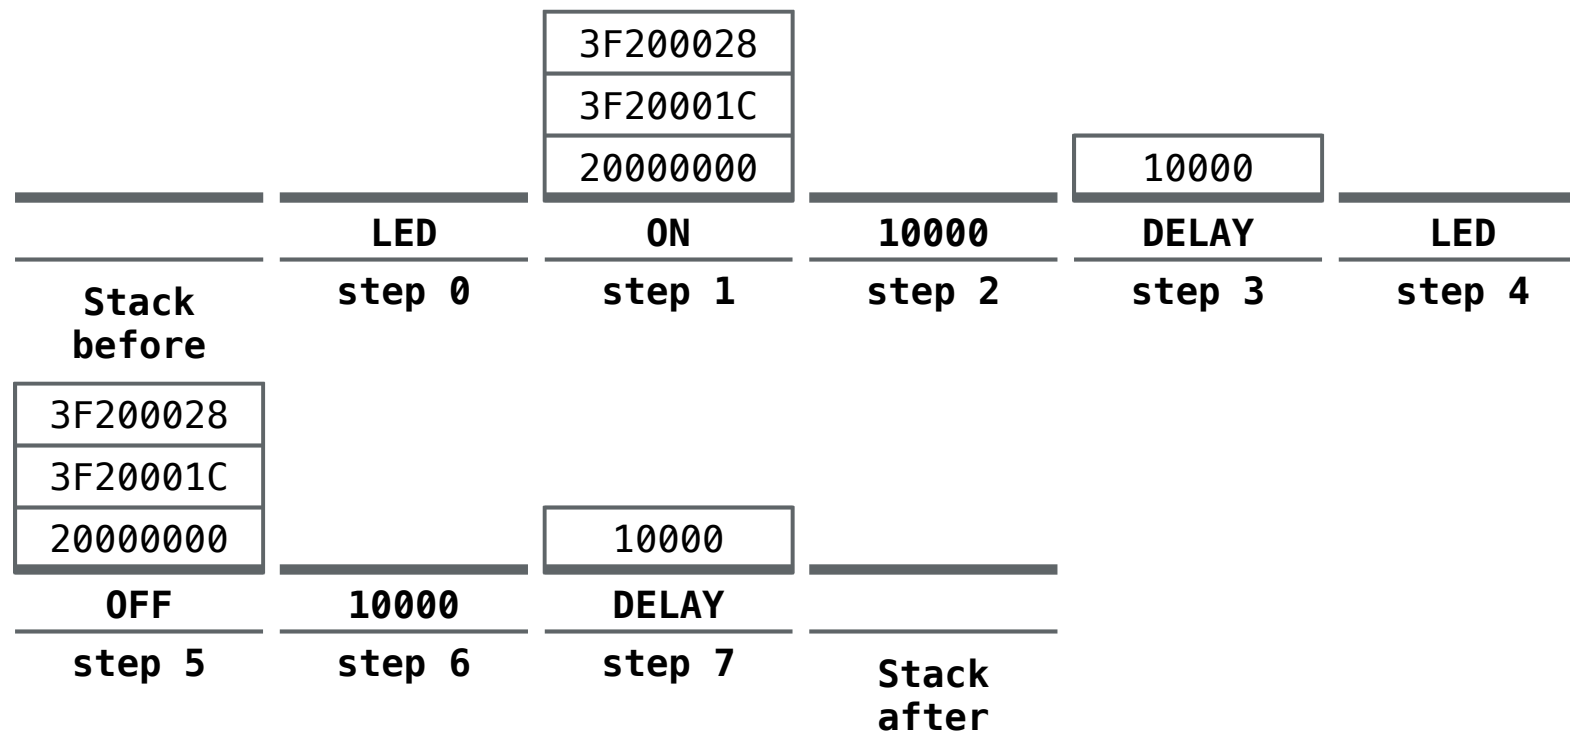 3F200028
3F20001C
20000000
10000
LED ON 10000 DELAY LED
step 0 step 1 step 2 step 3 step 4
Stack
before
3F200028
3F20001C
20000000
10000
OFF 10000 DELAY
step 5 step 6 step 7
Stack
after